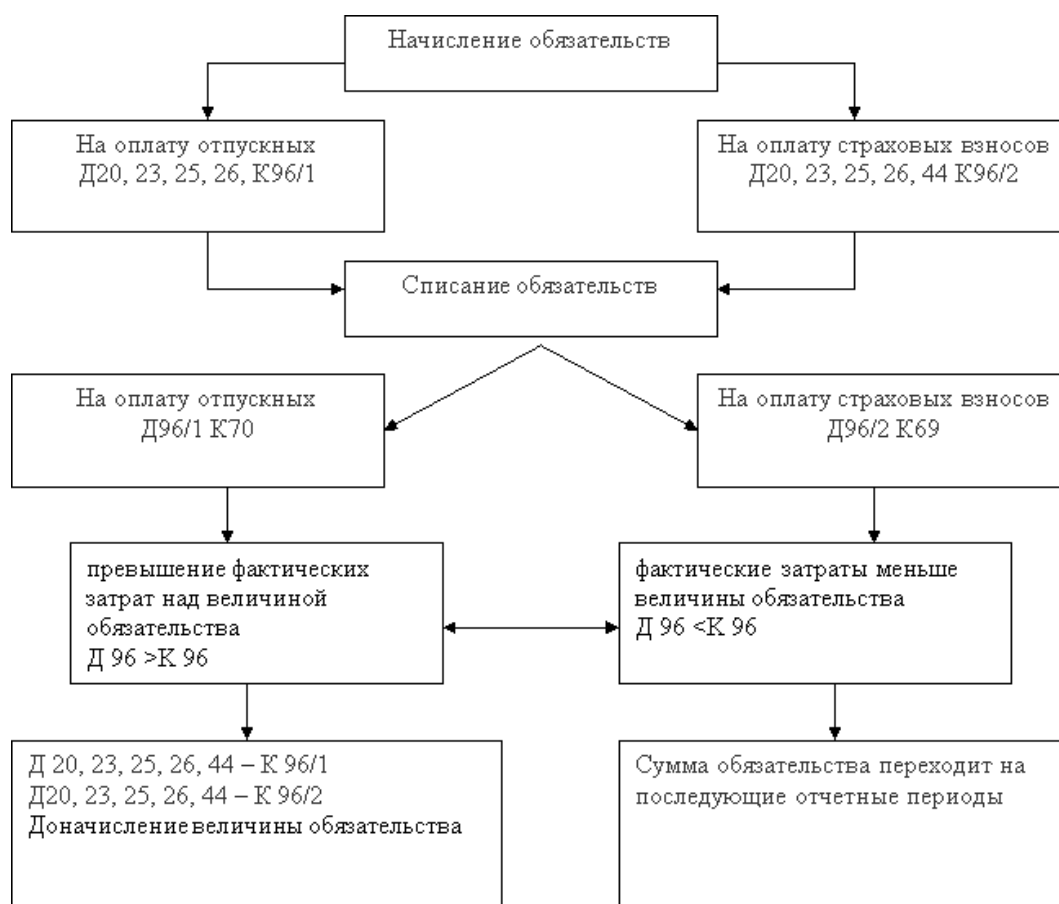 Начисление обязательств
На оплату отпускных
Д20, 23, 25, 26, К96/1
На оплату страховых взносов
Д20, 23, 25, 26, 44 К96/2
Списание обязательств
На оплату отпускных
Д96/1 К70
На оплату страховых взносов
Д96/2 К69
превышение фактических
затрат над величиной
обязательства
Д 96 >К 96
фактические затраты меньше
величины обязательства
Д 96 <К 96
Д 20, 23, 25, 26, 44 – К 96/1
Д20, 23, 25, 26, 44 – К 96/2
Доначисление величины обязательства
Сумма обязательства переходит на
последующие отчетные периоды